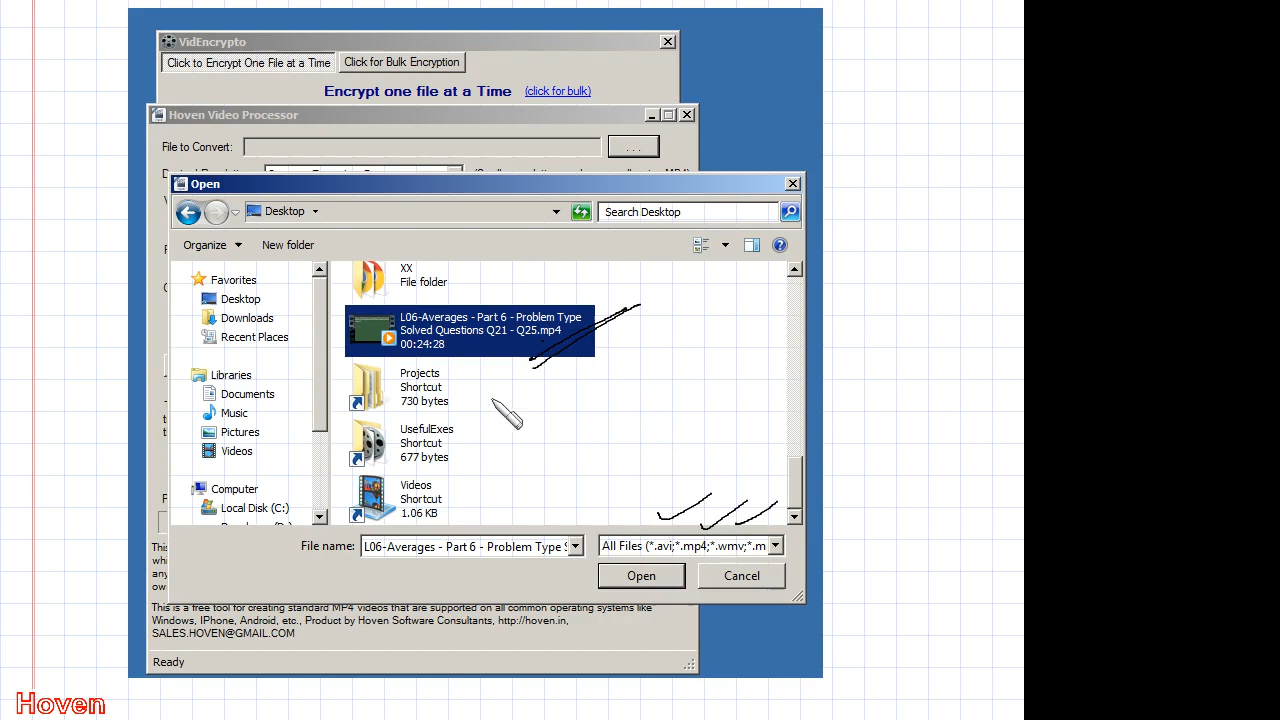 VidEncrypto
Click to Encrypt One File at a Time
Click for Bulk Encryption
Encrypt one file at a Time (click for bulk)
Hoven Video Processor
File to Convert:
. . .
Open
Desktop
Search Desktop
Organize
New folder
Favorites
Desktop
Downloads
Recent Places
Libraries
Documents
Music
Pictures
Videos
Computer
Local Disk (C:)
XX
File folder
L06-Averages - Part 6 - Problem Type
Solved Questions Q21 - Q25.mp4
00:24:28
Projects
Shortcut
730 bytes
UsefulExes
Shortcut
677 bytes
Videos
Shortcut
1.06 KB
File name:
L06-Averages - Part 6 - Problem Type S
All Files (*.avi;*.mp4;*.wmv;*.m
Open
Cancel
This is a free tool for creating standard MP4 videos that are supported on all common operating systems like
Windows, IPhone, Android, etc., Product by Hoven Software Consultants, http://hoven.in,
SALES.HOVEN@GMAIL.COM
Ready
Hoven